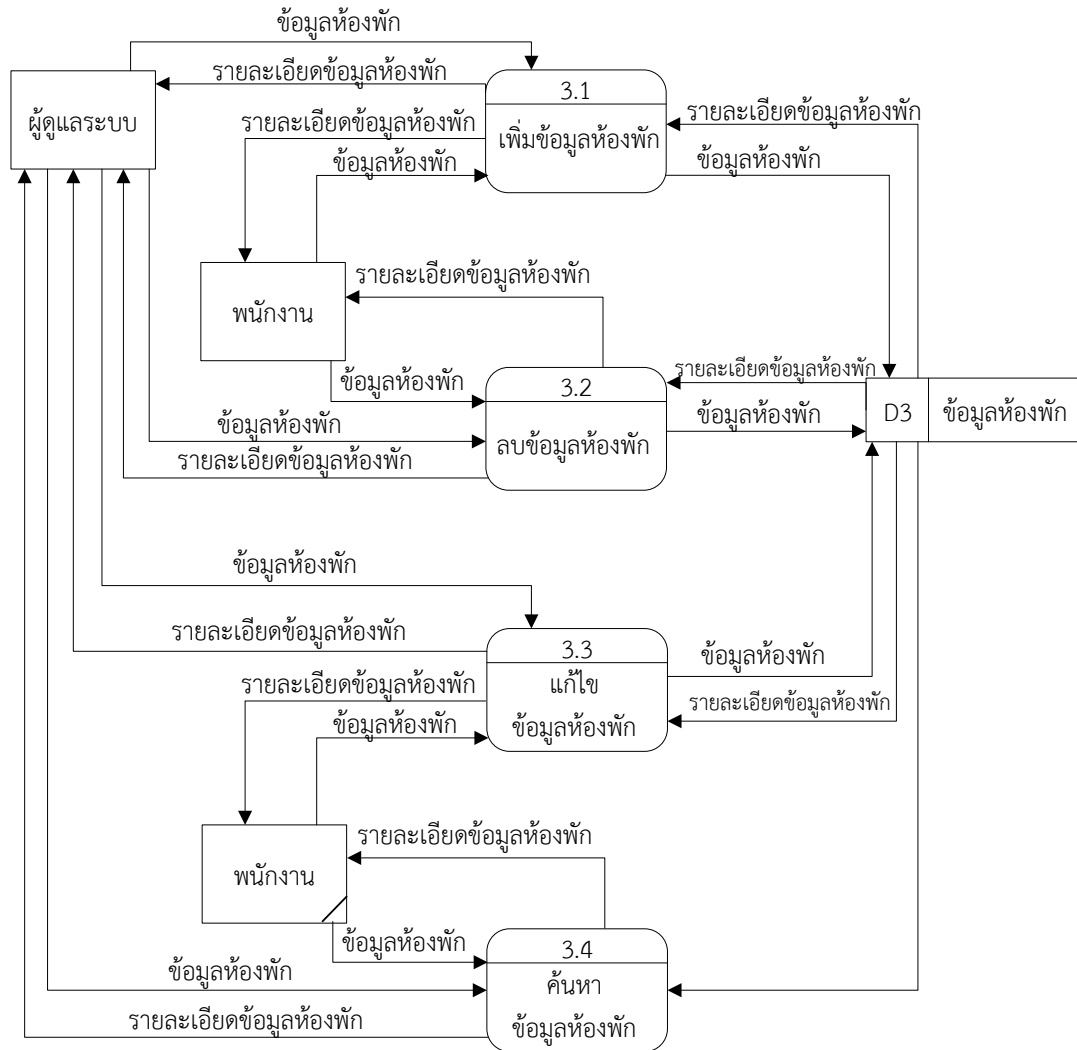 ข้อมูลห้องพัก
รายละเอียดข้อมูลห้องพัก
3.1
ผู้ดูแลระบบ
รายละเอียดข้อมูลห้องพัก
รายละเอียดข้อมูลห้องพัก
เพิ่มข้อมูลห้องพัก
ข้อมูลห้องพัก
ข้อมูลห้องพัก
รายละเอียดข้อมูลห้องพัก
พนักงาน
รายละเอียดข้อมูลห้องพัก
ข้อมูลห้องพัก
3.2
D3
ข้อมูลห้องพัก
ข้อมูลห้องพัก
ข้อมูลห้องพัก
ลบข้อมูลห้องพัก
รายละเอียดข้อมูลห้องพัก
ข้อมูลห้องพัก
รายละเอียดข้อมูลห้องพัก
3.3
ข้อมูลห้องพัก
รายละเอียดข้อมูลห้องพัก
แก้ไข
รายละเอียดข้อมูลห้องพัก
ข้อมูลห้องพัก
ข้อมูลห้องพัก
รายละเอียดข้อมูลห้องพัก
พนักงาน
ข้อมูลห้องพัก
3.4
ข้อมูลห้องพัก
ค้นหา
รายละเอียดข้อมูลห้องพัก
ข้อมูลห้องพัก